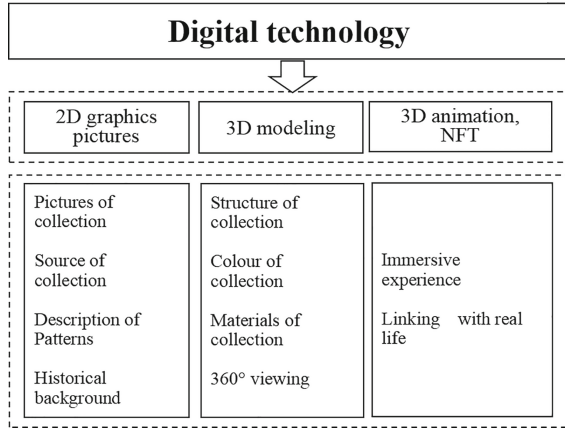 Digital technology
2D graphics
pictures
3D modeling
3D animation,
NFT
Pictures of
collection
Source of
collection
Description of
Patterns
Historical
background
Structure of
collection
Colour of
collection
Materials of
collection
360° viewing
Immersive
experience
Linking with real
life